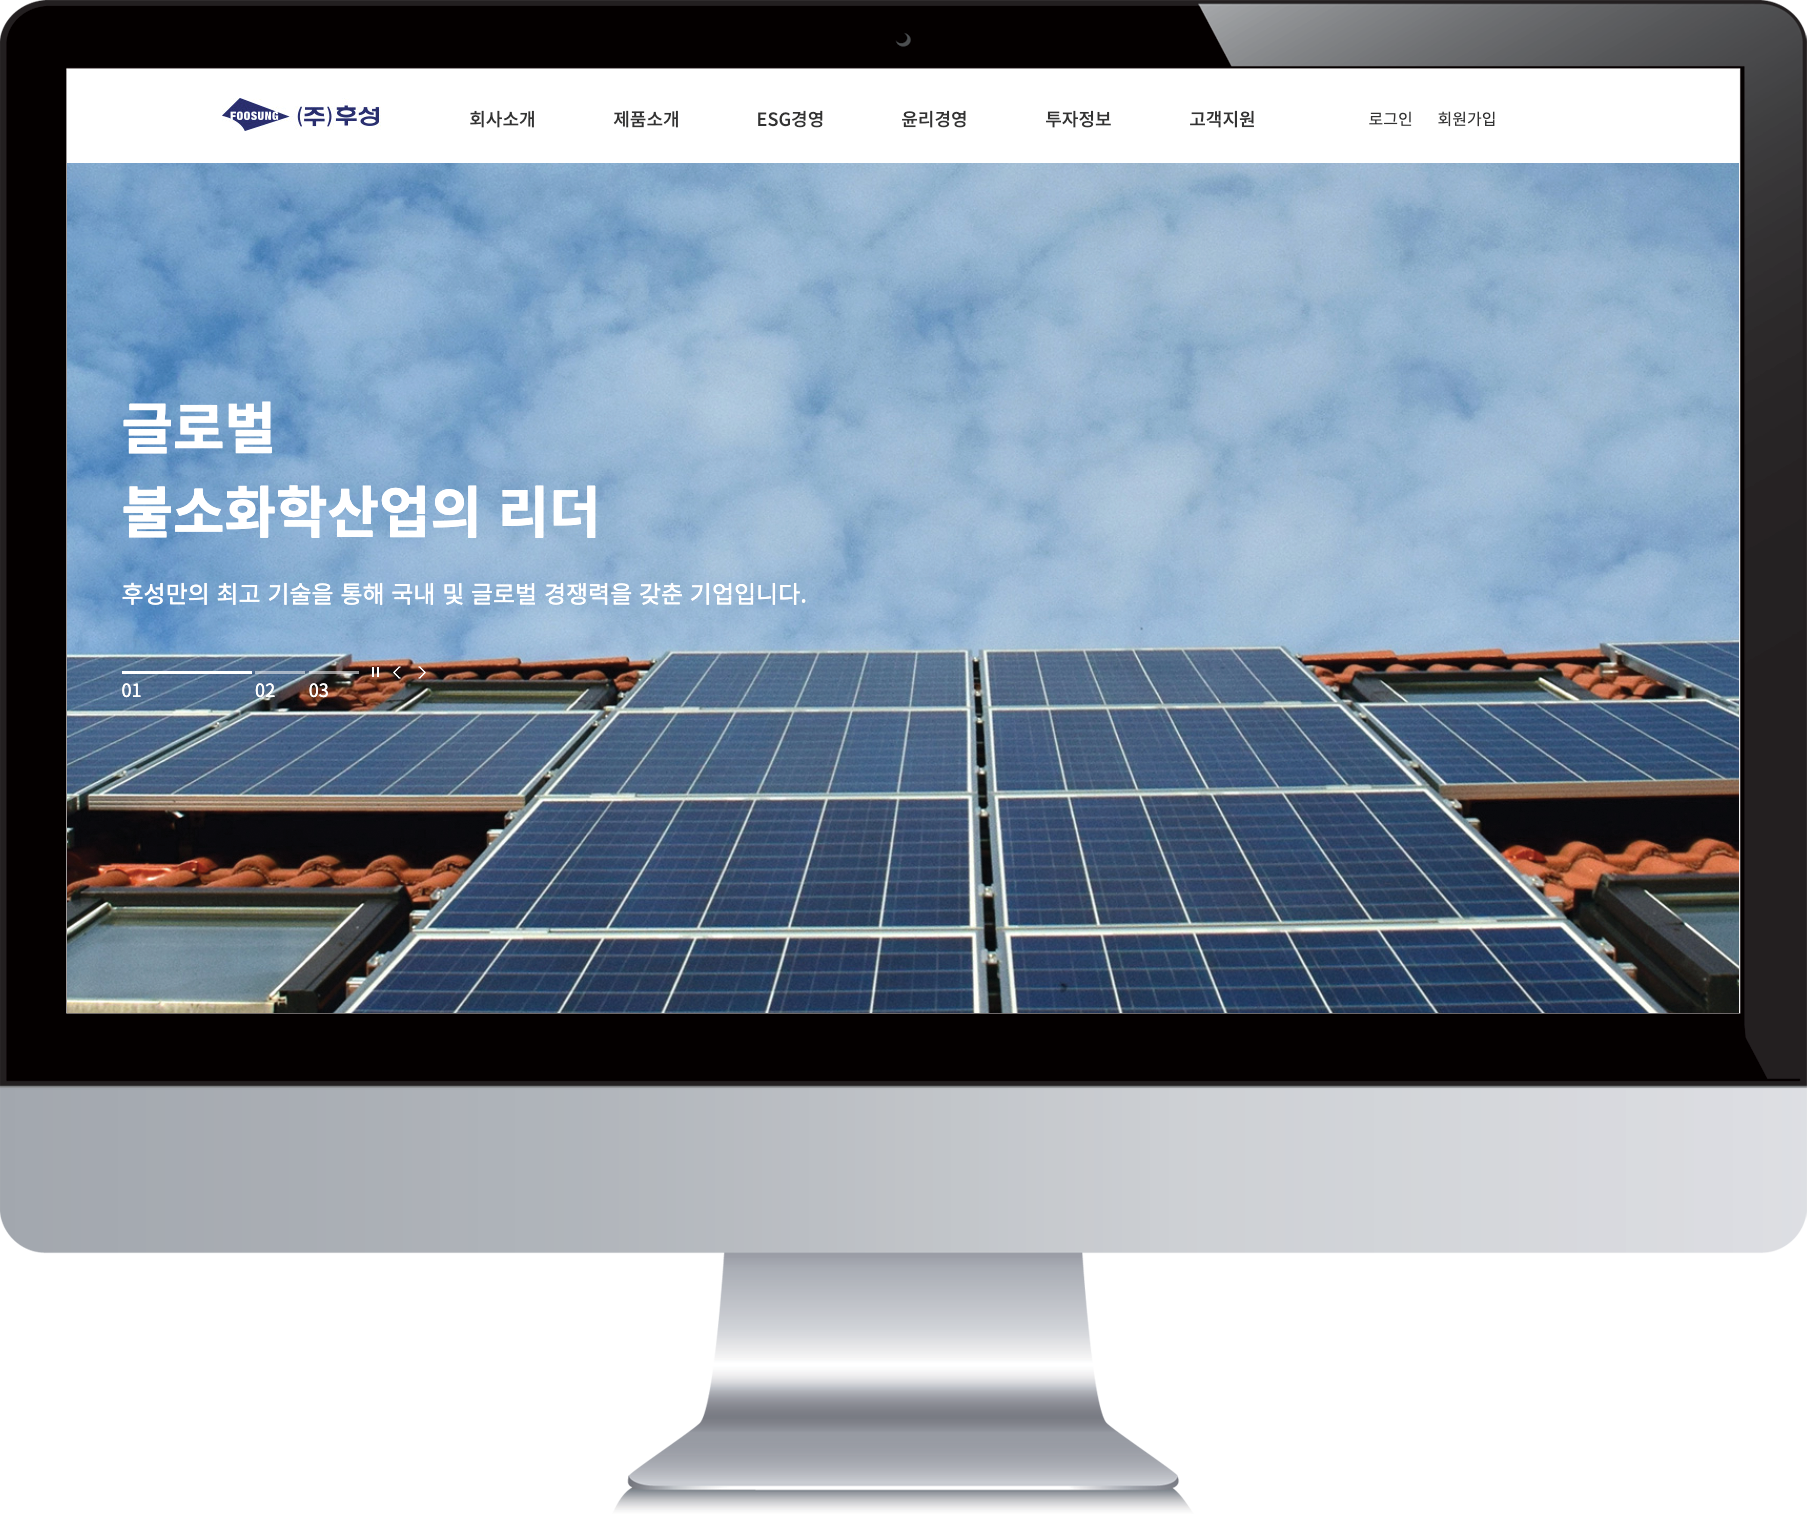 FOOSUNG (주)후성 회사소개 제품소개 ESG경영 윤리경영 투자정보 고객지원 로그인 회원가입
글로벌
불소화학산업의 리더
후성만의 최고 기술을 통해 국내 및 글로벌 경쟁력을 갖춘 기업입니다.
01 02 03